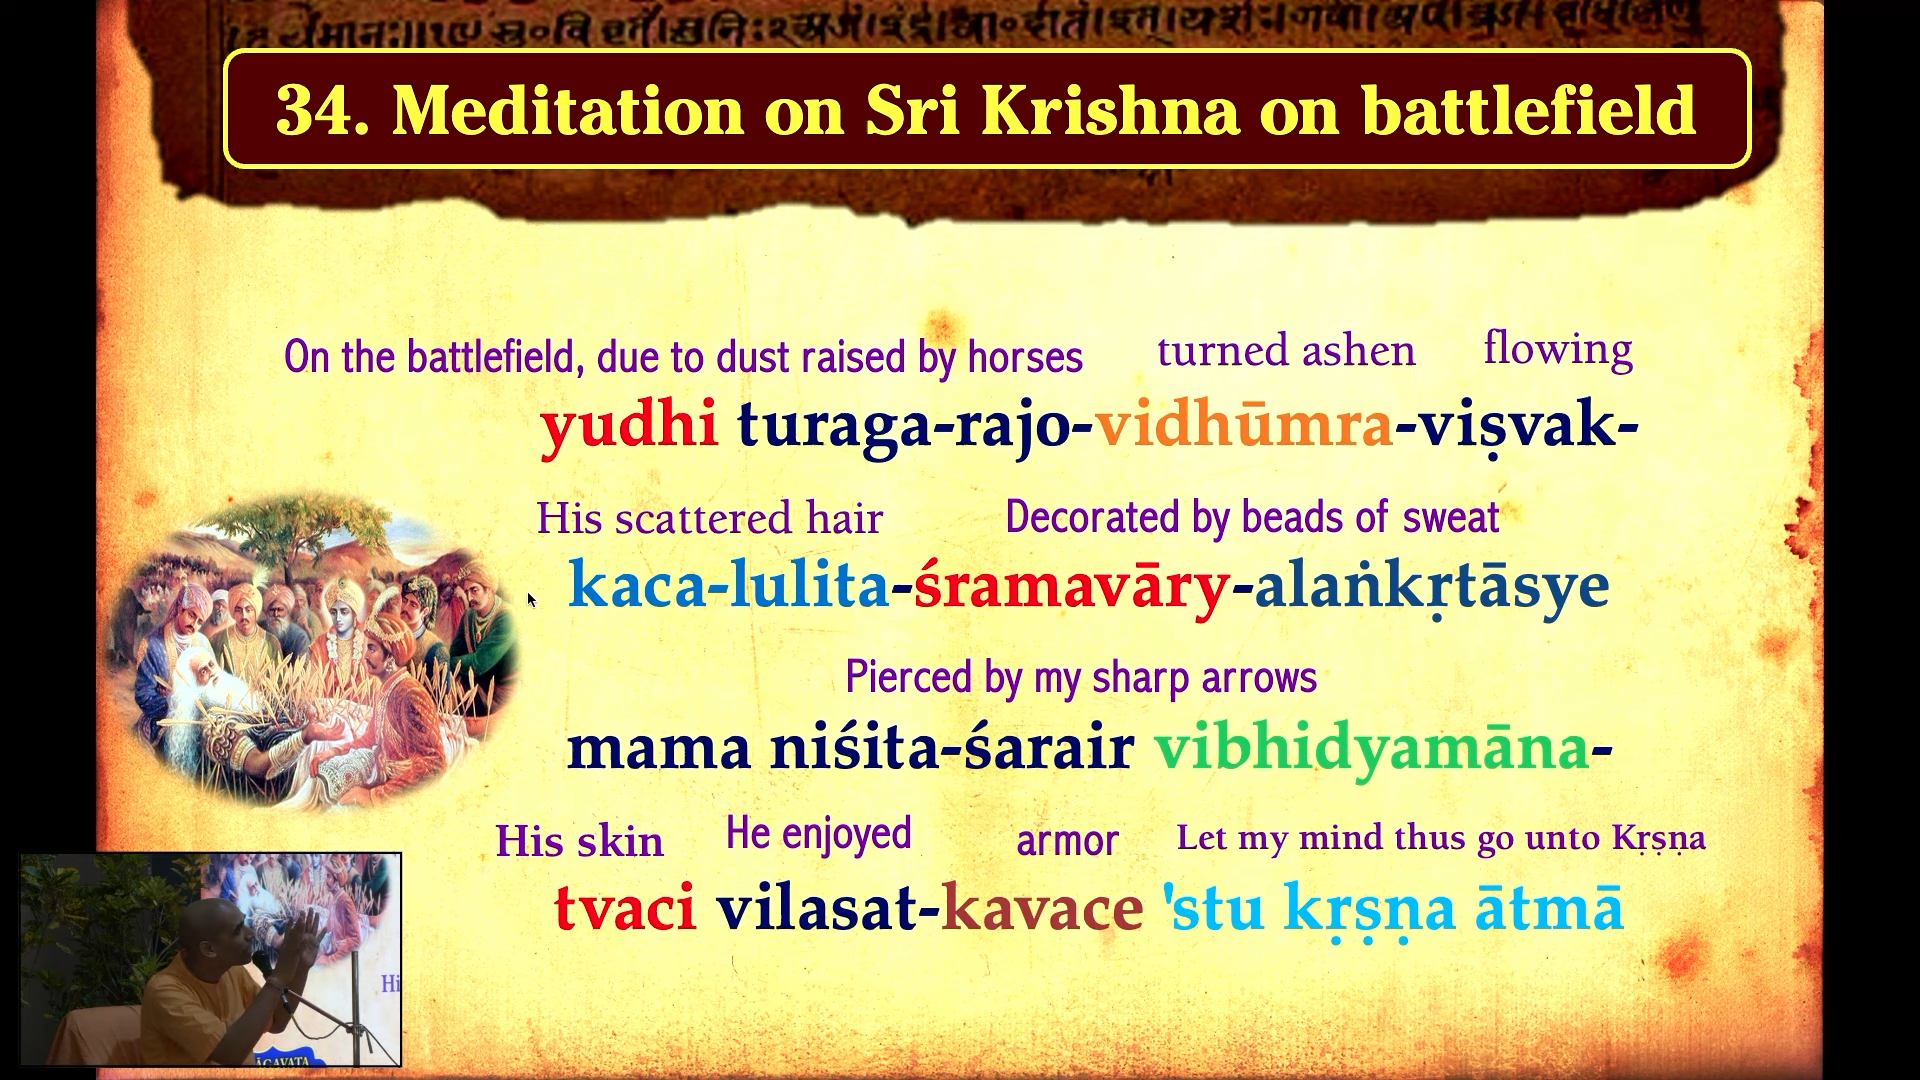 34. Meditation on Sri Krishna on battlefield
On the battlefield, due to dust raised by horses turned ashen flowing
yudhi turaga-rajo-vidhūmra-viṣvak-
His scattered hair Decorated by beads of sweat
kaca-lulita-śramavāry-alaṅkṛtāsye
Pierced by my sharp arrows
mama niśita-śarair vibhidyamāna-
His skin He enjoyed armor Let my mind thus go unto Kṛṣṇa
tvaci vilasat-kavace 'stu kṛṣṇa ātmā
Hi
ĀGAVATA